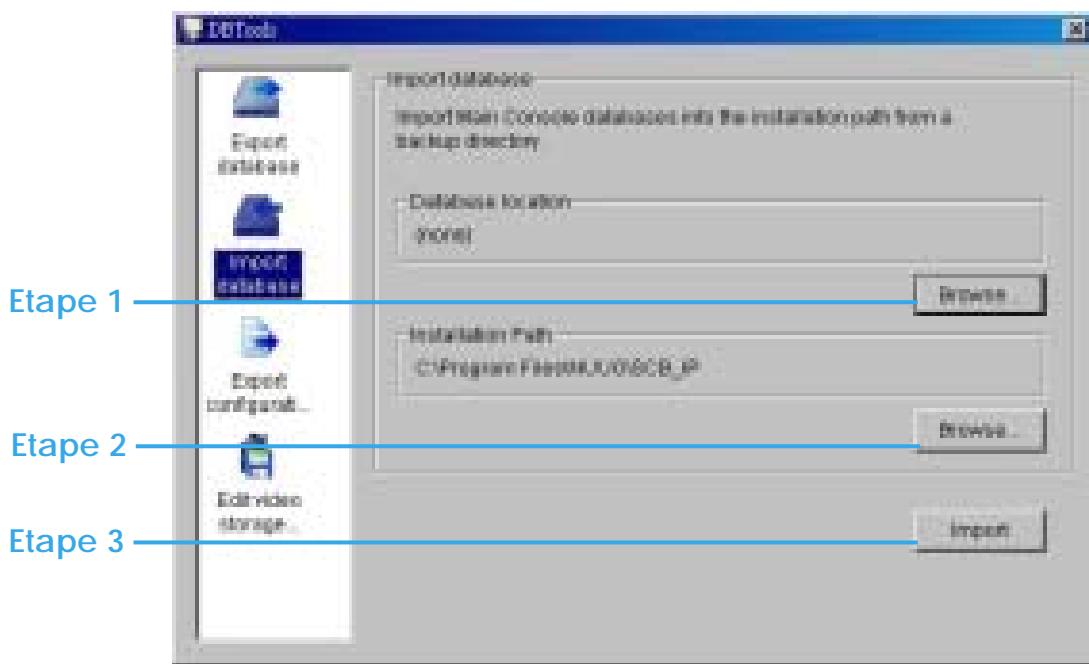 DBTools
Export
database
Import
database
Export
configurati...
Edit video
storage...
Import database
Import Main Console databases into the installation path from a
backup directory
Database location
(none)
Etape 1
Browse...
Installation Path
C:\Program Files\NUUO\SCB_IP
Etape 2
Browse...
Etape 3
Import